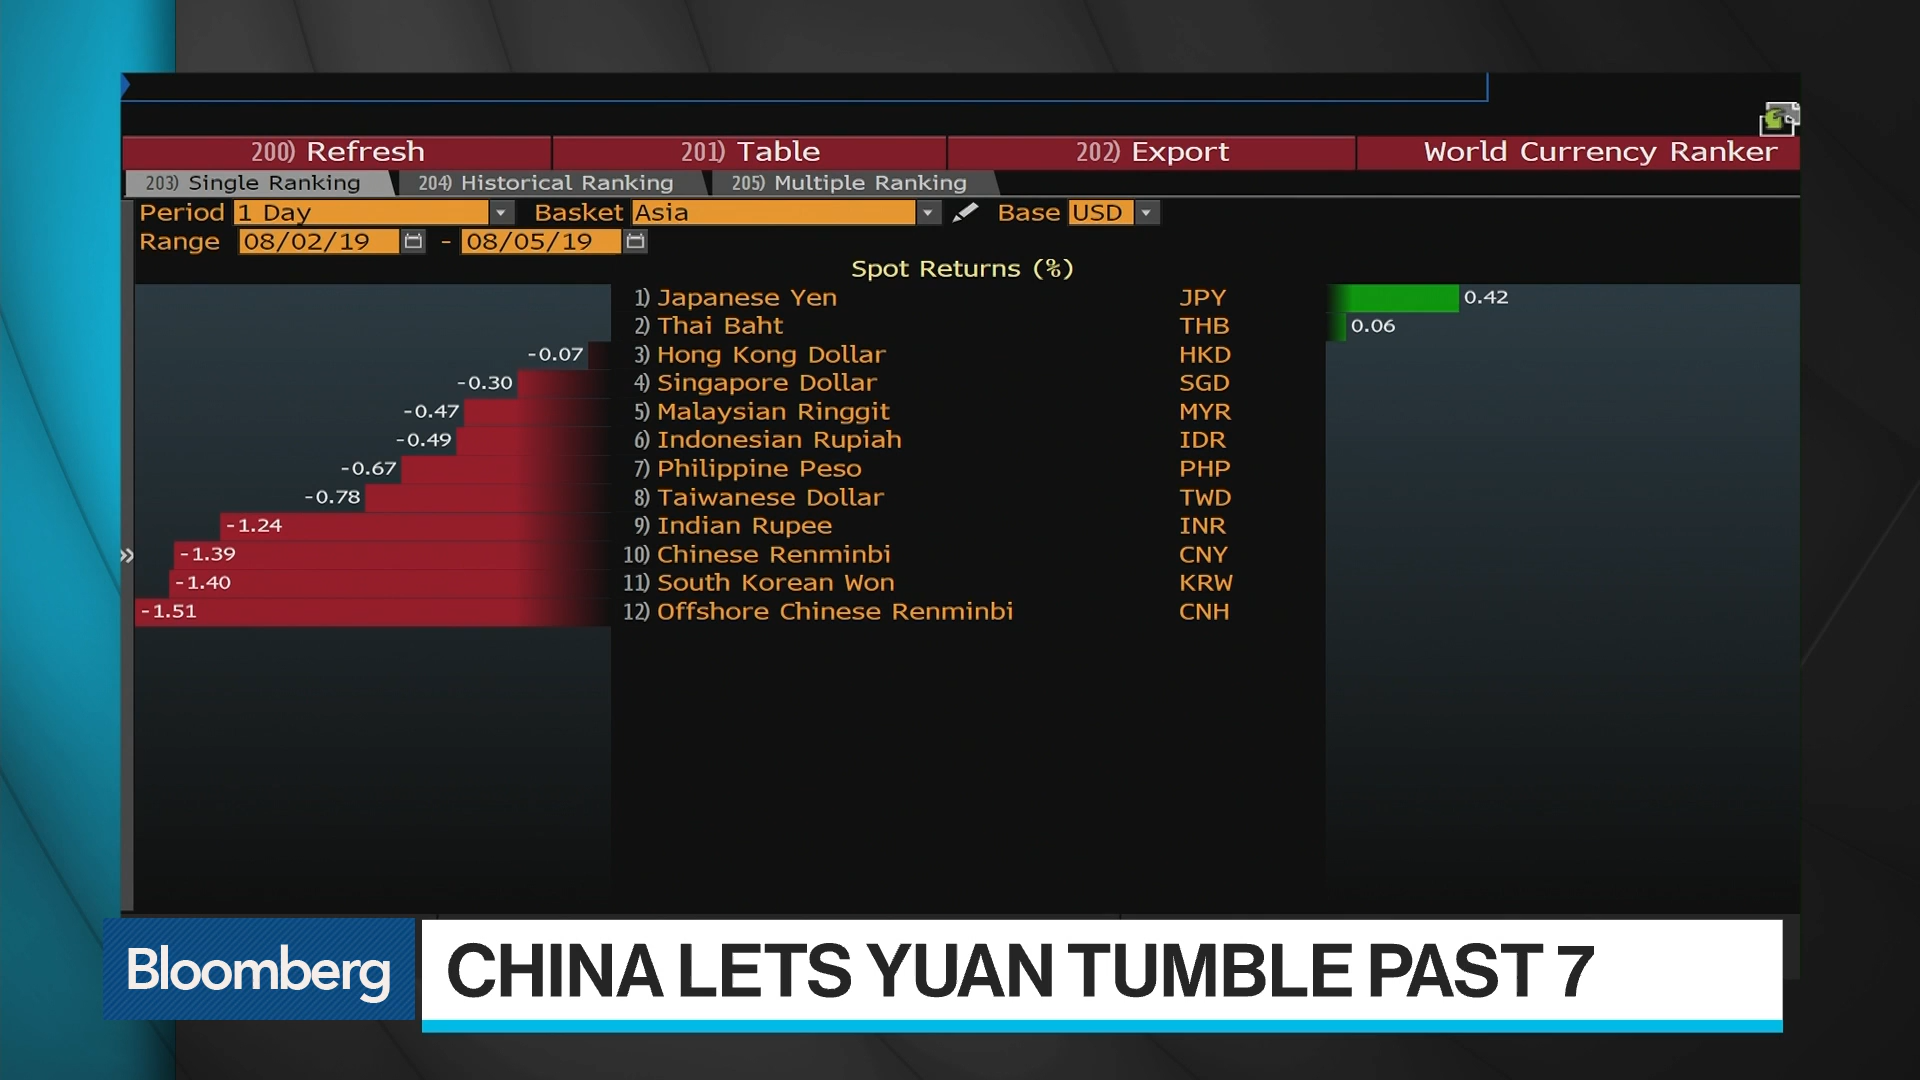 200) Refresh 201) Table 202) Export World Currency Ranker
203) Single Ranking 204) Historical Ranking 205) Multiple Ranking
Period 1 Day Basket Asia Base USD
Range 08/02/19 - 08/05/19
Spot Returns (%)
1) Japanese Yen JPY 0.42
2) Thai Baht THB 0.06
-0.07 3) Hong Kong Dollar HKD
-0.30 4) Singapore Dollar SGD
-0.47 5) Malaysian Ringgit MYR
-0.49 6) Indonesian Rupiah IDR
-0.67 7) Philippine Peso PHP
-0.78 8) Taiwanese Dollar TWD
-1.24 9) Indian Rupee INR
» -1.39 10) Chinese Renminbi CNY
-1.40 11) South Korean Won KRW
-1.51 12) Offshore Chinese Renminbi CNH
Bloomberg CHINA LETS YUAN TUMBLE PAST 7